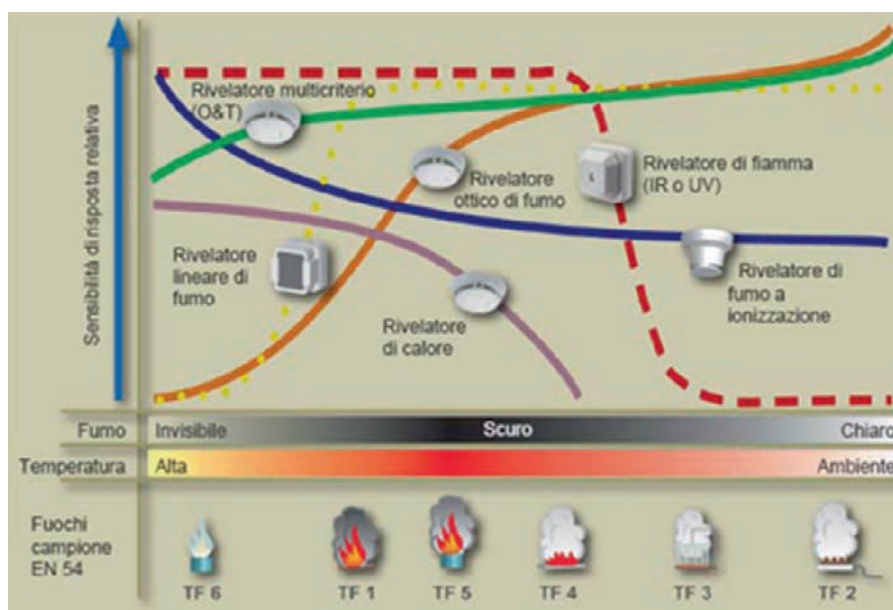 Sensibilità di risposta relativa
Rivelatore multicriterio
(O&T)
Rivelatore
ottico di fumo
Rivelatore di fiamma
(IR o UV)
Rivelatore
lineare di
fumo
Rivelatore
di calore
Rivelatore di
fumo a
ionizzazione
Fumo
Invisibile
Scuro
Chiaro
Temperatura
Alta
Ambiente
Fuochi
campione
EN 54
TF 6
TF 1
TF 5
TF 4
TF 3
TF 2